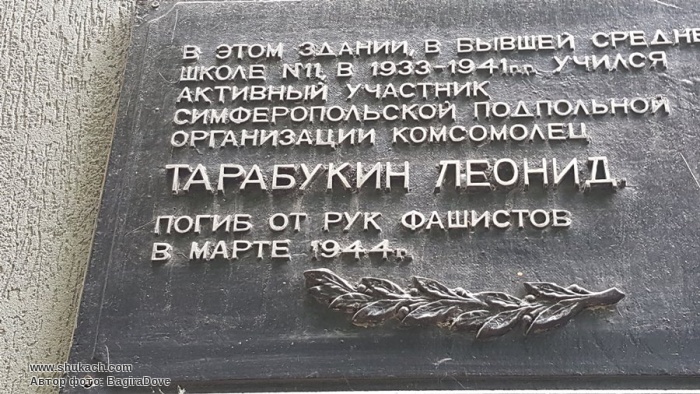 В ЭТОМ ЗДАНИИ, В БЫВШЕЙ СРЕДНЕ
ШКОЛЕ №11, В 1933-1941г.г. УЧИЛСЯ
АКТИВНЫЙ УЧАСТНИК
СИМФЕРОПОЛЬСКОЙ ПОДПОЛЬНОЙ
ОРГАНИЗАЦИИ КОМСОМОЛЕЦ
ТАРАБУКИН ЛЕОНИД.
ПОГИБ ОТ РУК ФАШИСТОВ
В МАРТЕ 1944г.
www.shukach.com
Автор фото: BagiraDove